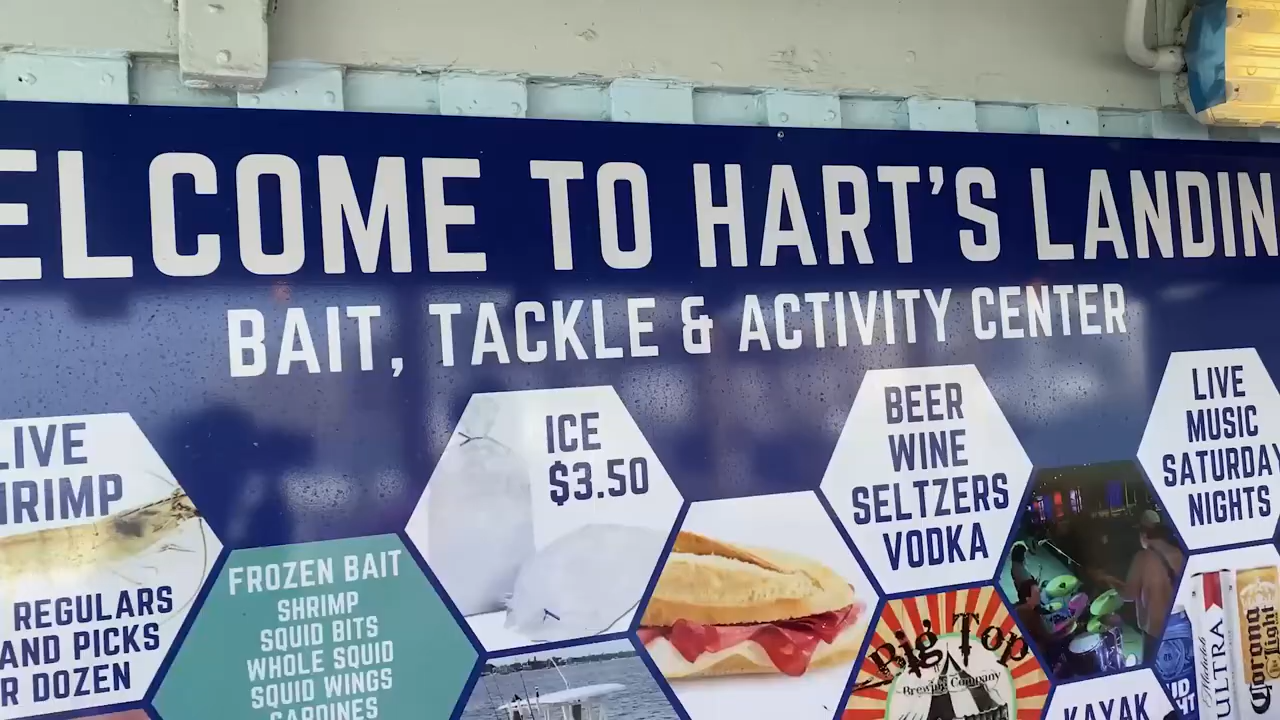 ELCOME TO HART'S LANDIN
BAIT, TACKLE & ACTIVITY CENTER
LIVE
HRIMP
REGULARS
AND PICKS
R DOZEN
FROZEN BAIT
SHRIMP
SQUID BITS
WHOLE SQUID
SQUID WINGS
SARDINES
ICE
$3.50
BEER
WINE
SELTZERS
VODKA
Big Top
Brewing Company
LIVE
MUSIC
SATURDAY
NIGHTS
KAYAK
Michelob
ULTRA
Corona
Light